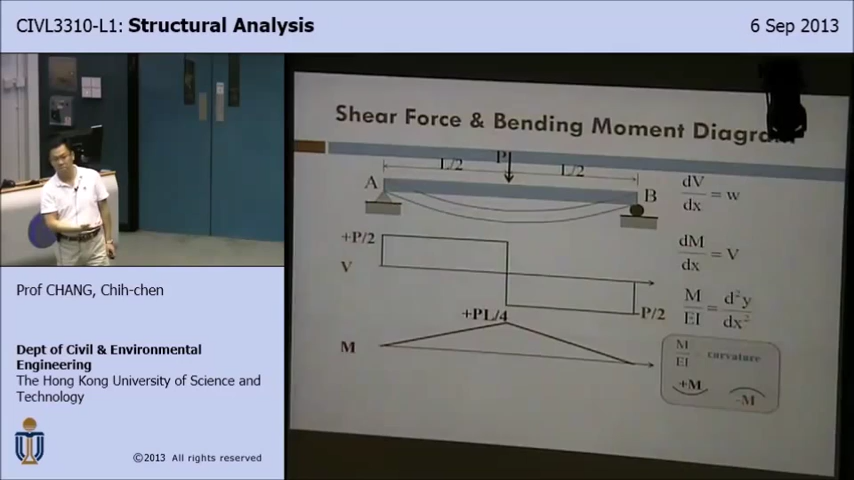 CIVL3310-L1: Structural Analysis
6 Sep 2013
Shear Force & Bending Moment Diagram
L/2
P
L/2
A
B
dV/dx = w
+P/2
V
dM/dx = V
P/2
M/EI = d²y/dx²
+PL/4
M
M/EI curvature
+M
-M
Prof CHANG, Chih-chen
Dept of Civil & Environmental
Engineering
The Hong Kong University of Science and
Technology
©2013 All rights reserved